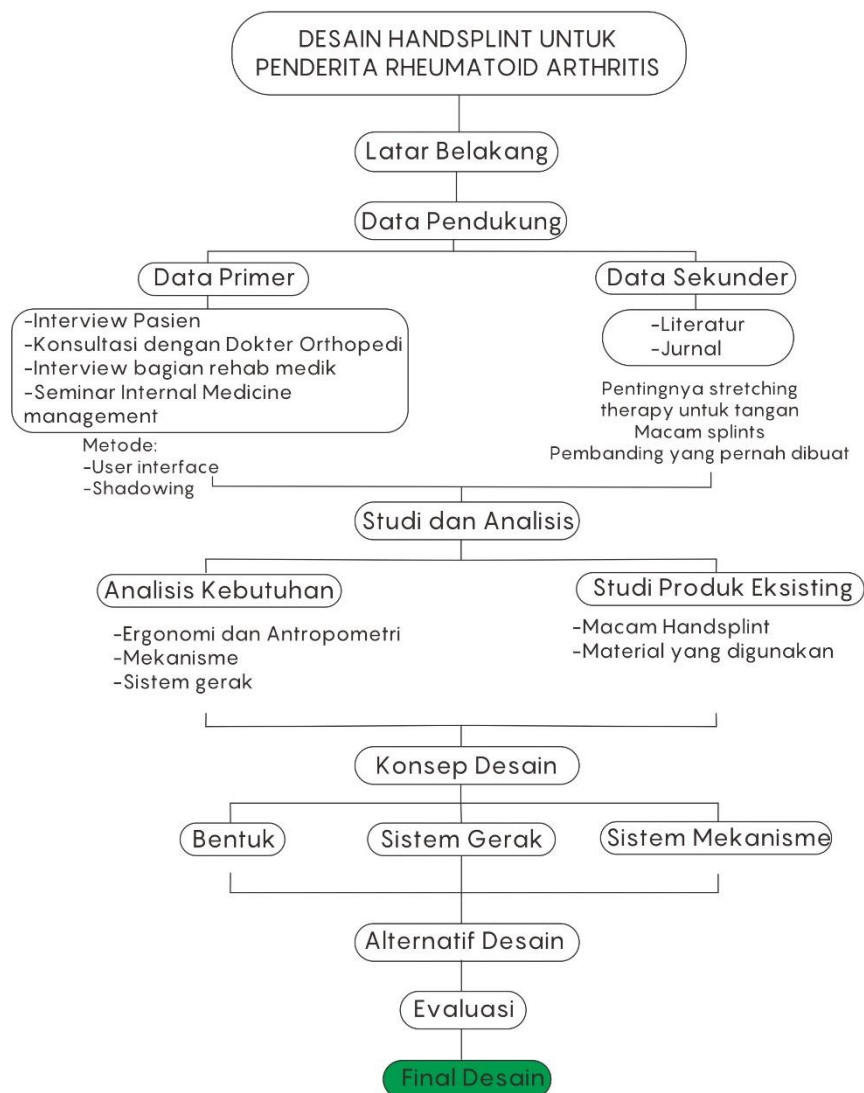 DESAIN HANDSPLINT UNTUK
PENDERITA RHEUMATOID ARTHRITIS
Latar Belakang
Data Pendukung
Data Primer
-Interview Pasien
-Konsultasi dengan Dokter Orthopedi
-Interview bagian rehab medik
-Seminar Internal Medicine
management
Metode:
-User interface
-Shadowing
Data Sekunder
-Literatur
-Jurnal
Pentingnya stretching
therapy untuk tangan
Macam splints
Pembanding yang pernah dibuat
Studi dan Analisis
Analisis Kebutuhan
-Ergonomi dan Antropometri
-Mekanisme
-Sistem gerak
Studi Produk Eksisting
-Macam Handsplint
-Material yang digunakan
Konsep Desain
Bentuk
Sistem Gerak
Sistem Mekanisme
Alternatif Desain
Evaluasi
Final Desain